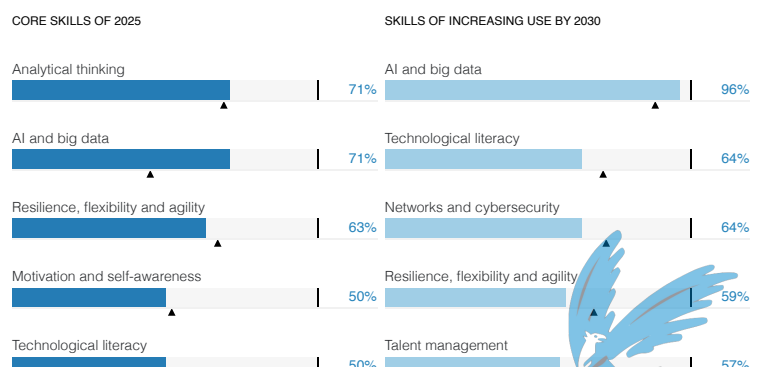 CORE SKILLS OF 2025
Analytical thinking
71%
AI and big data
71%
Resilience, flexibility and agility
63%
Motivation and self-awareness
50%
Technological literacy
50%
SKILLS OF INCREASING USE BY 2030
AI and big data
96%
Technological literacy
64%
Networks and cybersecurity
64%
Resilience, flexibility and agility
59%
Talent management
57%